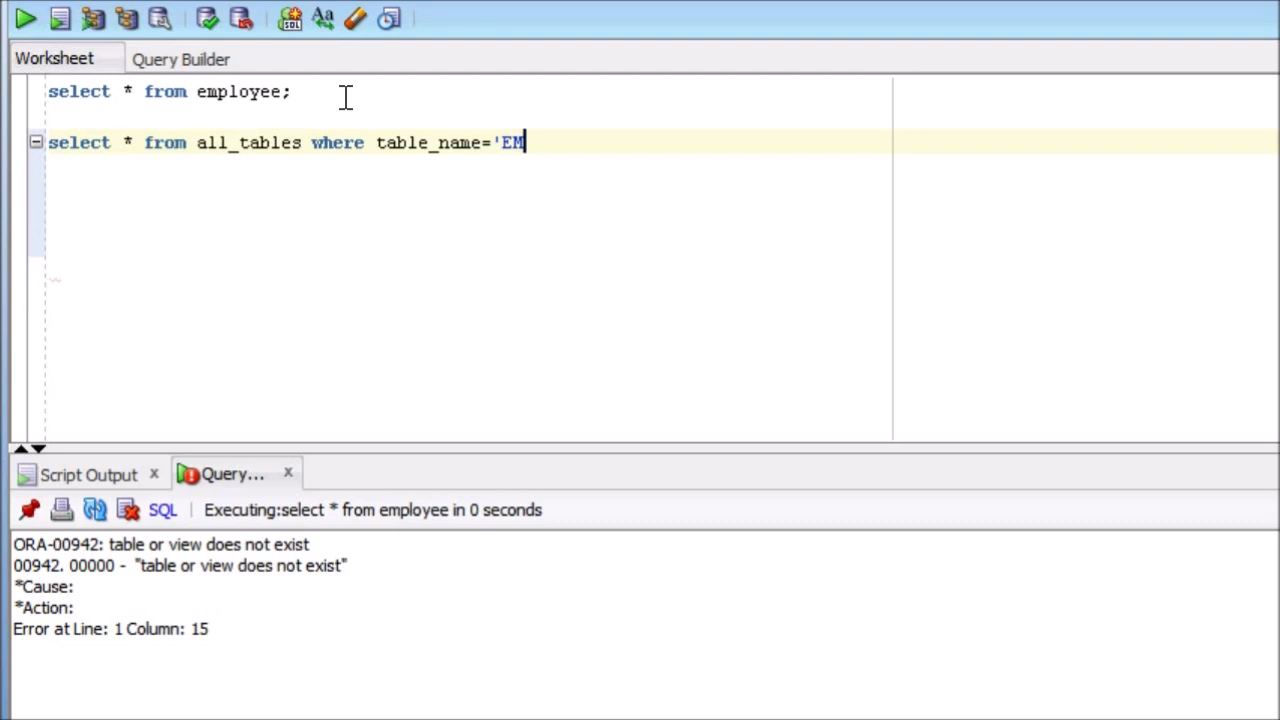 SQL Aa
Worksheet Query Builder
select * from employee;
select * from all_tables where table_name='EM
Script Output x Query... x
SQL Executing:select * from employee in 0 seconds
ORA-00942: table or view does not exist
00942. 00000 - "table or view does not exist"
*Cause:
*Action:
Error at Line: 1 Column: 15